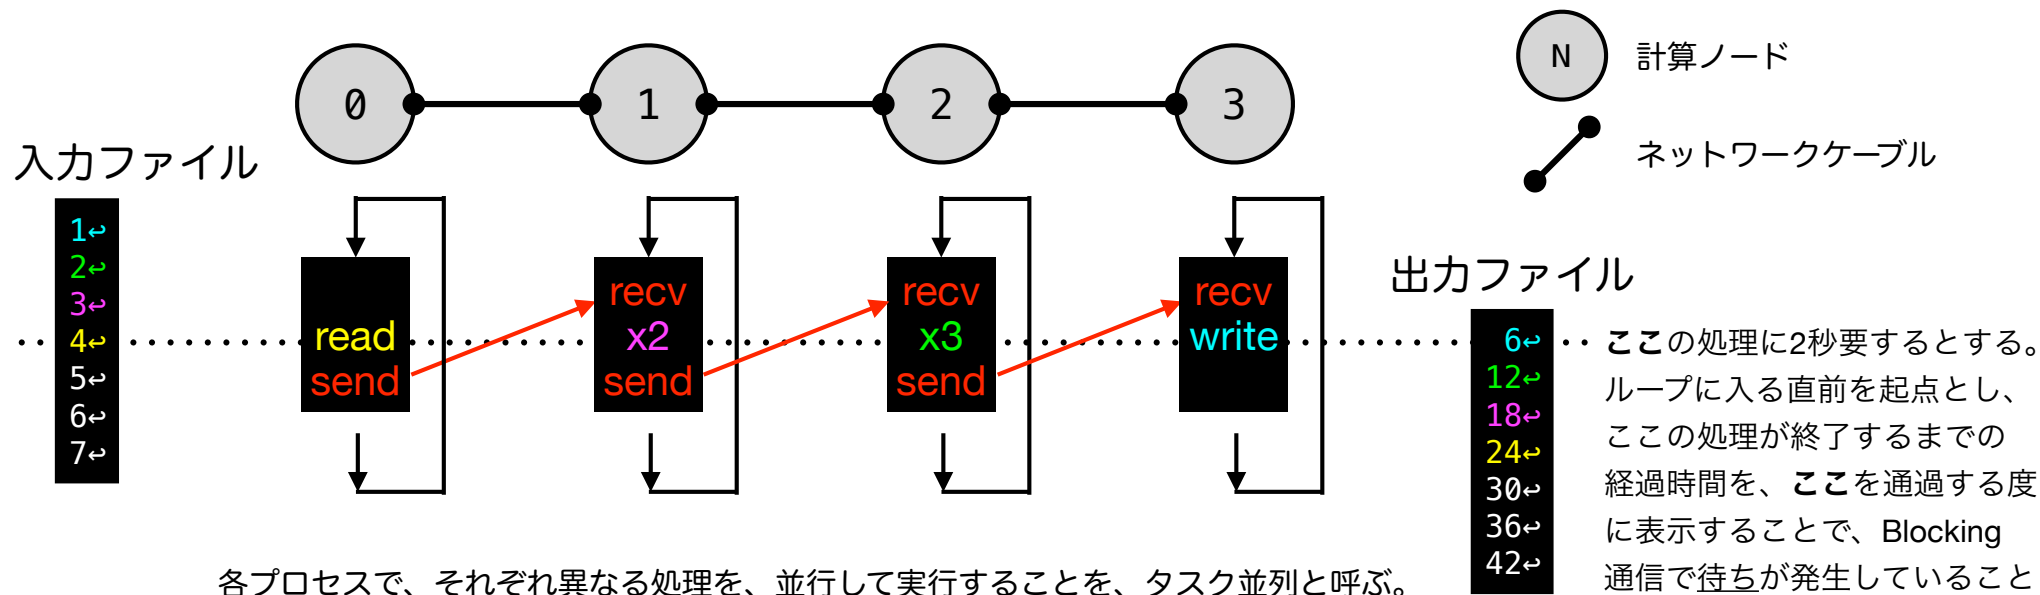 0
1
2
3
N
計算ノード
ネットワークケーブル
入力ファイル
1↩
2↩
3↩
4↩
5↩
6↩
7↩
read
send
recv
x2
send
recv
x3
send
recv
write
出力ファイル
6↩
12↩
18↩
24↩
30↩
36↩
42↩
ここの処理に2秒要するとする。
ループに入る直前を起点とし、
ここの処理が終了するまでの
経過時間を、ここを通過する度
に表示することで、Blocking
通信で待ちが発生していること
各プロセスで、それぞれ異なる処理を、並行して実行することを、タスク並列と呼ぶ。